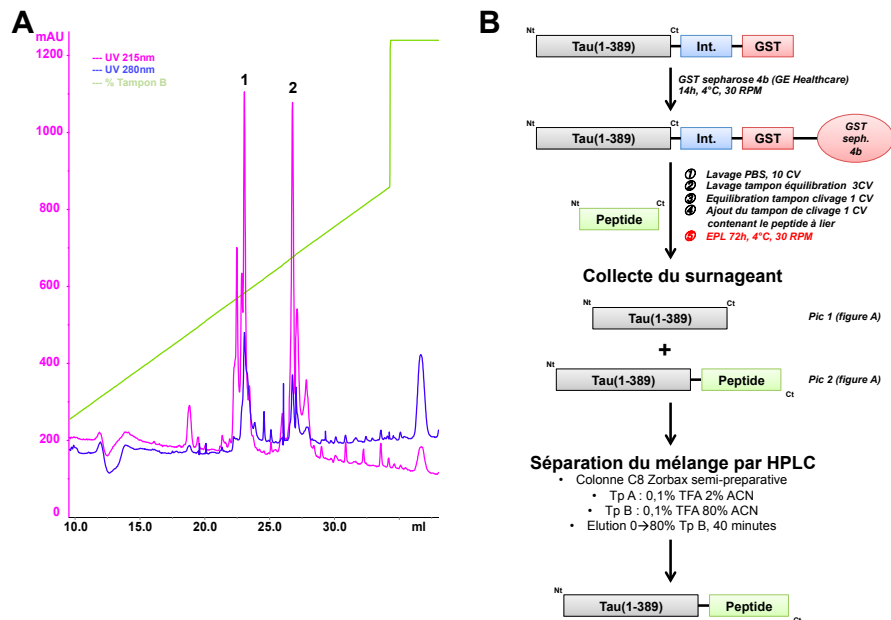 A
mAU
1200
1000
800
600
400
200
0
--- UV 215nm
--- UV 280nm
--- % Tampon B
1
2
10.0
15.0
20.0
25.0
30.0
ml
B
Nt
Ct
Tau(1-389)
Int.
GST
GST sepharose 4b (GE Healthcare)
14h, 4°C, 30 RPM
Nt
Ct
Tau(1-389)
Int.
GST
GST
seph.
4b
① Lavage PBS, 10 CV
② Lavage tampon équilibration 3CV
③ Equilibration tampon clivage 1 CV
④ Ajout du tampon de clivage 1 CV
contenant le peptide à lier
⑤ EPL 72h, 4°C, 30 RPM
Nt
Ct
Peptide
Collecte du surnageant
Nt
Ct
Tau(1-389)
Pic 1 (figure A)
+
Nt
Tau(1-389)
Peptide
Ct
Pic 2 (figure A)
Séparation du mélange par HPLC
• Colonne C8 Zorbax semi-preparative
• Tp A : 0,1% TFA 2% ACN
• Tp B : 0,1% TFA 80% ACN
• Elution 0→80% Tp B, 40 minutes
Nt
Tau(1-389)
Peptide
Ct